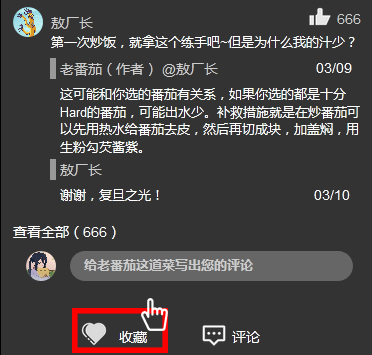 敖厂长
666
第一次炒饭，就拿这个练手吧~但是为什么我的汁少？
老番茄（作者） @敖厂长
03/09
这可能和你选的番茄有关系，如果你选的都是十分
Hard的番茄，可能出水少。补救措施就是在炒番茄可
以先用热水给番茄去皮，然后再切成块，加盖焖，用
生粉勾芡酱紫。
敖厂长
谢谢，复旦之光！
03/10
查看全部（666）
给老番茄这道菜写出您的评论
收藏
评论